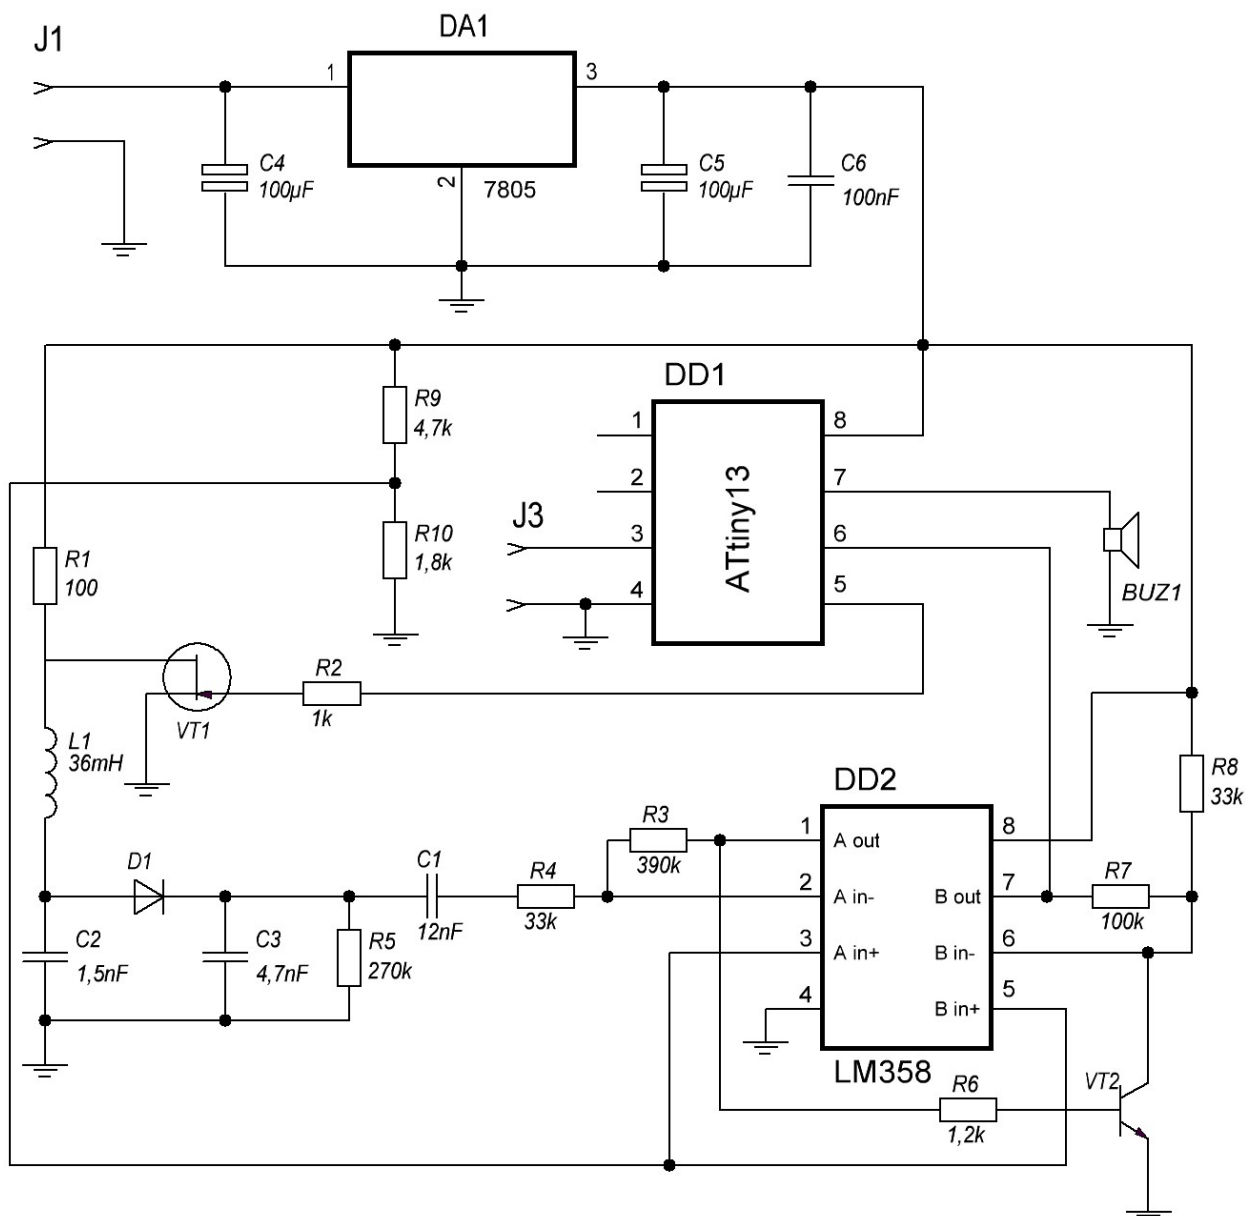 J1
DA1
1
3
2
7805
C4
100µF
C5
100µF
C6
100nF
R9
4,7k
R10
1,8k
R1
100
DD1
ATtiny13
1
2
3
4
8
7
6
5
J3
BUZ1
VT1
R2
1k
L1
36mH
R8
33k
DD2
R3
390k
D1
C1
12nF
R4
33k
1
2
3
4
A out
A in-
A in+
B out
B in-
B in+
8
7
6
5
R7
100k
C2
1,5nF
C3
4,7nF
R5
270k
LM358
R6
1,2k
VT2